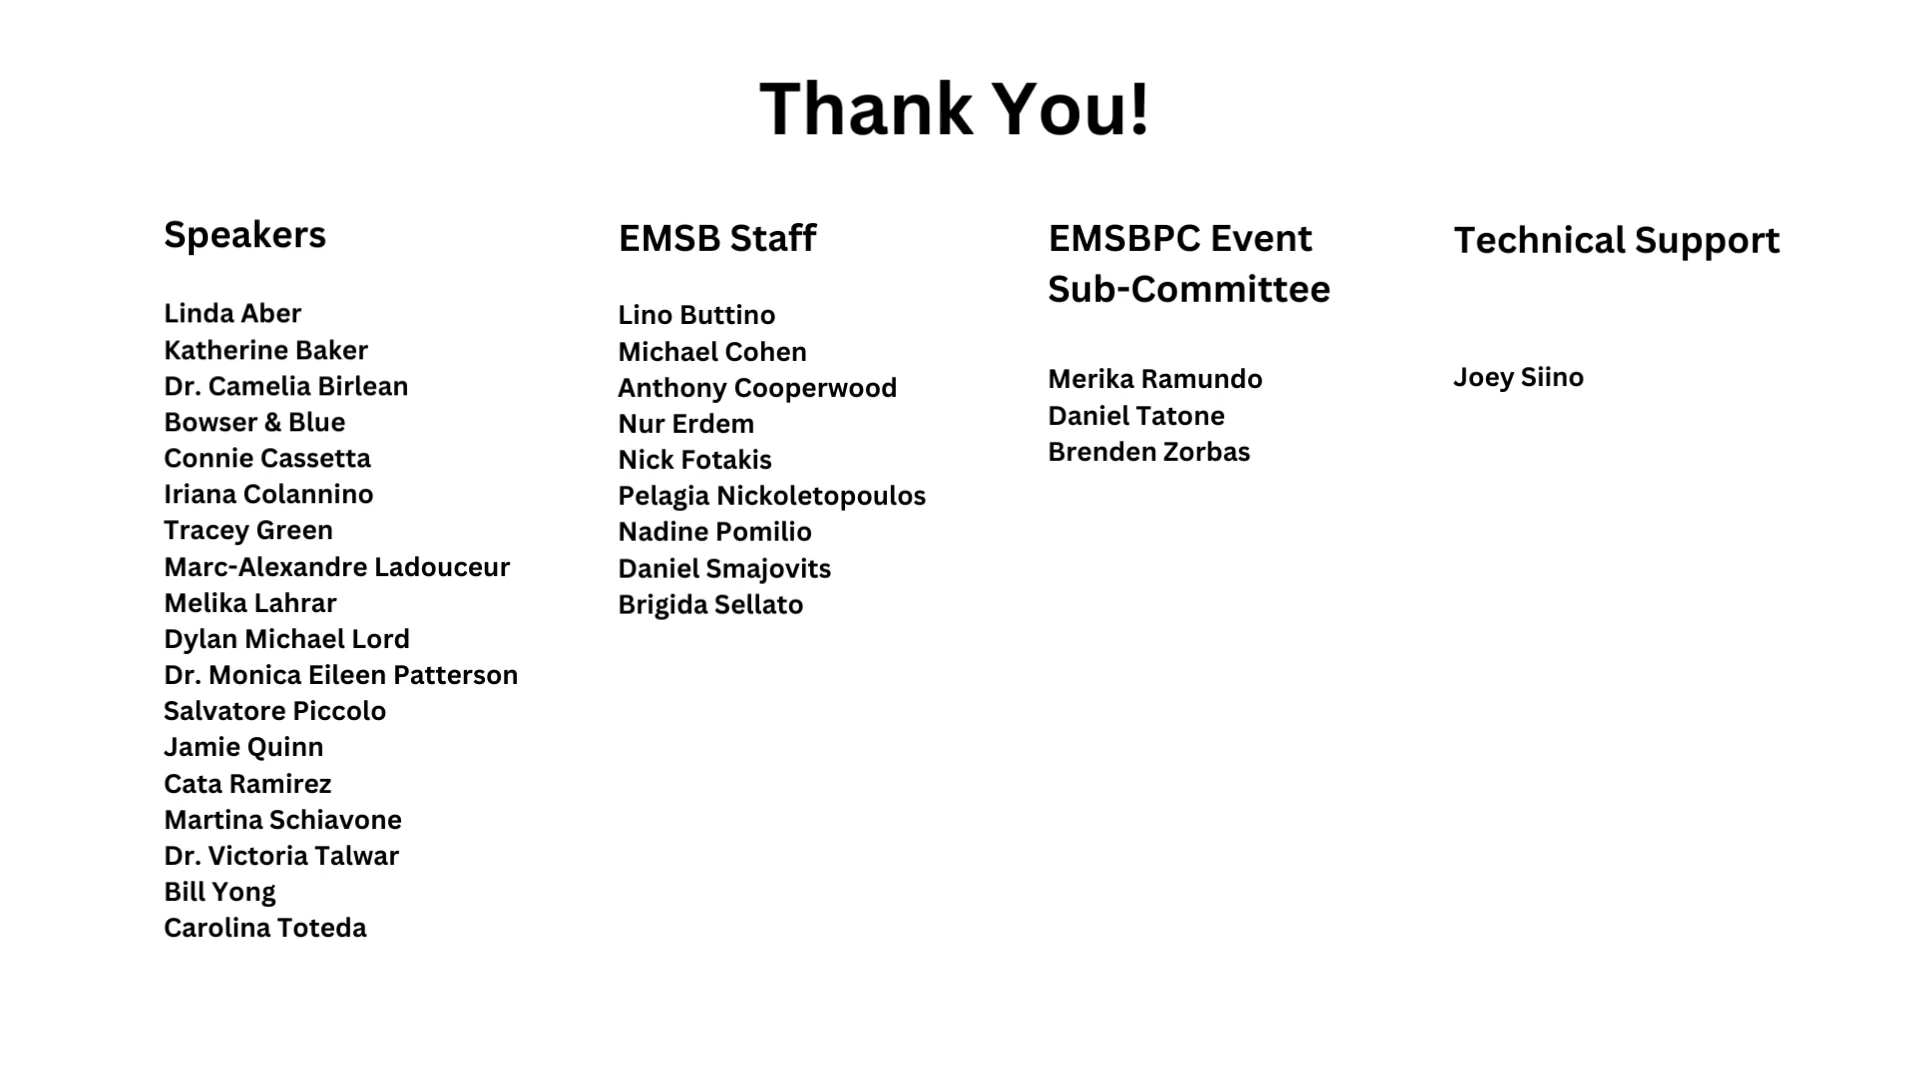 Thank You!
Speakers
Linda Aber
Katherine Baker
Dr. Camelia Birlean
Bowser & Blue
Connie Cassetta
Iriana Colannino
Tracey Green
Marc-Alexandre Ladouceur
Melika Lahrar
Dylan Michael Lord
Dr. Monica Eileen Patterson
Salvatore Piccolo
Jamie Quinn
Cata Ramirez
Martina Schiavone
Dr. Victoria Talwar
Bill Yong
Carolina Toteda
EMSB Staff
Lino Buttino
Michael Cohen
Anthony Cooperwood
Nur Erdem
Nick Fotakis
Pelagia Nickoletopoulos
Nadine Pomilio
Daniel Smajovits
Brigida Sellato
EMSBPC Event
Sub-Committee
Merika Ramundo
Daniel Tatone
Brenden Zorbas
Technical Support
Joey Siino